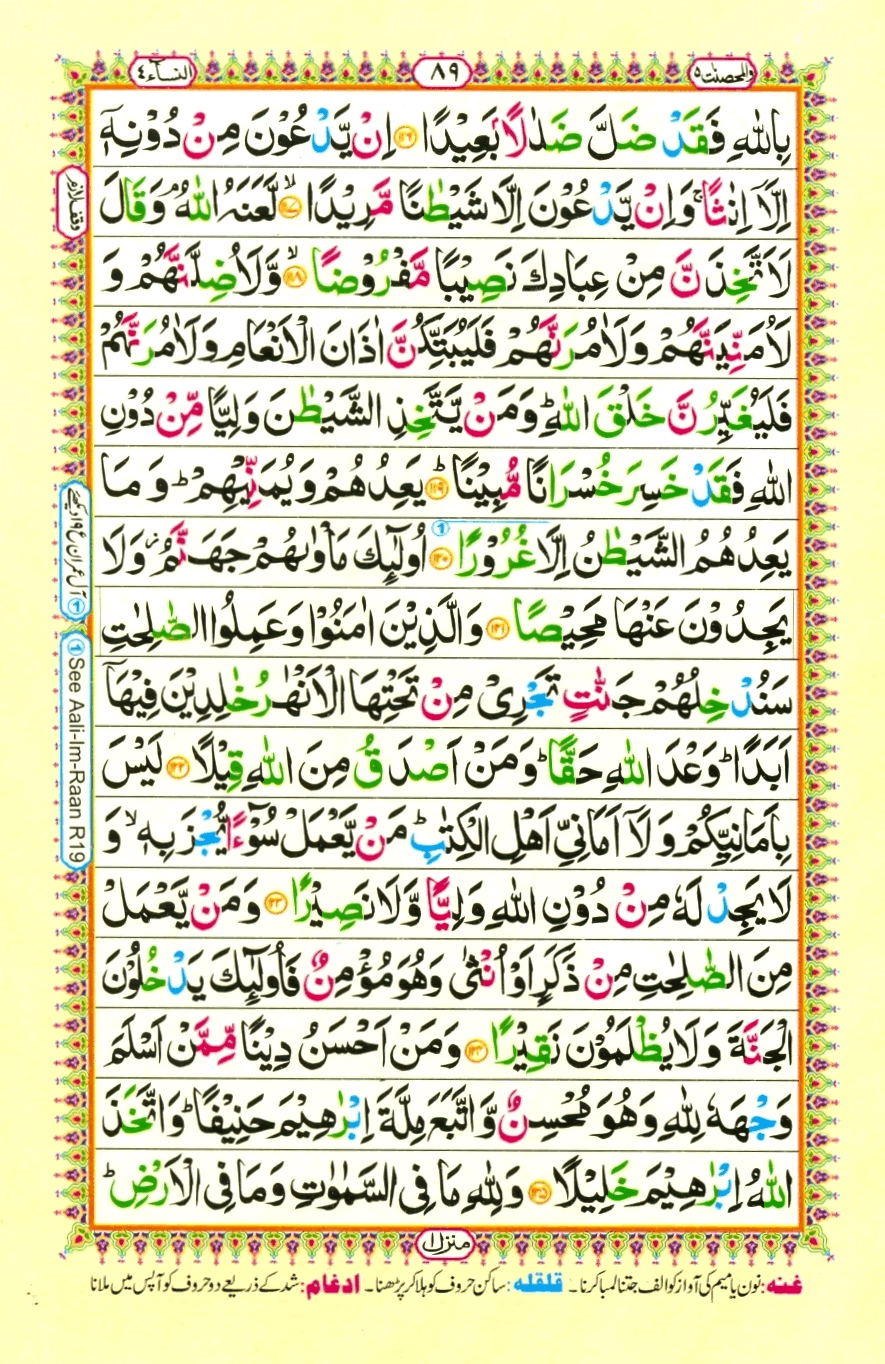 والمحصنت ٥
٨٩
النسآء ٤
بِاللّٰهِ فَقَدْ ضَلَّ ضَلٰلًۢا بَعِيْدًا ﴿١١٦﴾ اِنْ يَّدْعُوْنَ مِنْ دُوْنِهٖٓ
اِلَّاۤ اِنٰثًا ۚ وَاِنْ يَّدْعُوْنَ اِلَّا شَيْطٰنًا مَّرِيْدًا ﴿١١٧﴾ ۙ لَّعَنَهُ اللّٰهُ ۘ وَقَالَ
لَاَتَّخِذَنَّ مِنْ عِبَادِكَ نَصِيْبًا مَّفْرُوْضًا ﴿١١٨﴾ ۙ وَّلَاُضِلَّنَّهُمْ وَ
لَاُمَنِّيَنَّهُمْ وَلَاٰمُرَنَّهُمْ فَلَيُبَتِّكُنَّ اٰذَانَ الْاَنْعَامِ وَلَاٰمُرَنَّهُمْ
فَلَيُغَيِّرُنَّ خَلْقَ اللّٰهِ ؕ وَمَنْ يَّتَّخِذِ الشَّيْطٰنَ وَلِيًّا مِّنْ دُوْنِ
اللّٰهِ فَقَدْ خَسِرَ خُسْرَانًا مُّبِيْنًا ﴿١١٩﴾ ؕ يَعِدُهُمْ وَيُمَنِّيْهِمْ ؕ وَمَا
يَعِدُهُمُ الشَّيْطٰنُ اِلَّا غُرُوْرًا ﴿١٢٠﴾ اُولٰٓئِكَ مَاْوٰىهُمْ جَهَنَّمُ ؗ وَلَا
يَجِدُوْنَ عَنْهَا مَحِيْصًا ﴿١٢١﴾ وَالَّذِيْنَ اٰمَنُوْا وَعَمِلُوا الصّٰلِحٰتِ
سَنُدْخِلُهُمْ جَنّٰتٍ تَجْرِيْ مِنْ تَحْتِهَا الْاَنْهٰرُ خٰلِدِيْنَ فِيْهَاۤ
اَبَدًا ؕ وَعْدَ اللّٰهِ حَقًّا ؕ وَمَنْ اَصْدَقُ مِنَ اللّٰهِ قِيْلًا ﴿١٢٢﴾ لَيْسَ
بِاَمَانِيِّكُمْ وَلَاۤ اَمَانِيِّ اَهْلِ الْكِتٰبِ ؕ مَنْ يَّعْمَلْ سُوْٓءًا يُّجْزَ بِهٖ ۙ وَ
لَا يَجِدْ لَهٗ مِنْ دُوْنِ اللّٰهِ وَلِيًّا وَّلَا نَصِيْرًا ﴿١٢٣﴾ وَمَنْ يَّعْمَلْ
مِنَ الصّٰلِحٰتِ مِنْ ذَكَرٍ اَوْ اُنْثٰى وَهُوَ مُؤْمِنٌ فَاُولٰٓئِكَ يَدْخُلُوْنَ
الْجَنَّةَ وَلَا يُظْلَمُوْنَ نَقِيْرًا ﴿١٢٤﴾ وَمَنْ اَحْسَنُ دِيْنًا مِّمَّنْ اَسْلَمَ
وَجْهَهٗ لِلّٰهِ وَهُوَ مُحْسِنٌ وَّاتَّبَعَ مِلَّةَ اِبْرٰهِيْمَ حَنِيْفًا ؕ وَاتَّخَذَ
اللّٰهُ اِبْرٰهِيْمَ خَلِيْلًا ﴿١٢٥﴾ وَلِلّٰهِ مَا فِى السَّمٰوٰتِ وَمَا فِى الْاَرْضِ ؕ
وقف لازم
① آل عمران ع ١٩ دیکھئے
① See Aali-Im-Raan R19
منزل ١
غنه: نون یا میم کی آواز کو الف جتنا لمبا کرنا۔ قلقله: ساکن حروف کو ہلا کر پڑھنا۔ ادغام: شد کے ذریعے دو حروف کو آپس میں ملانا